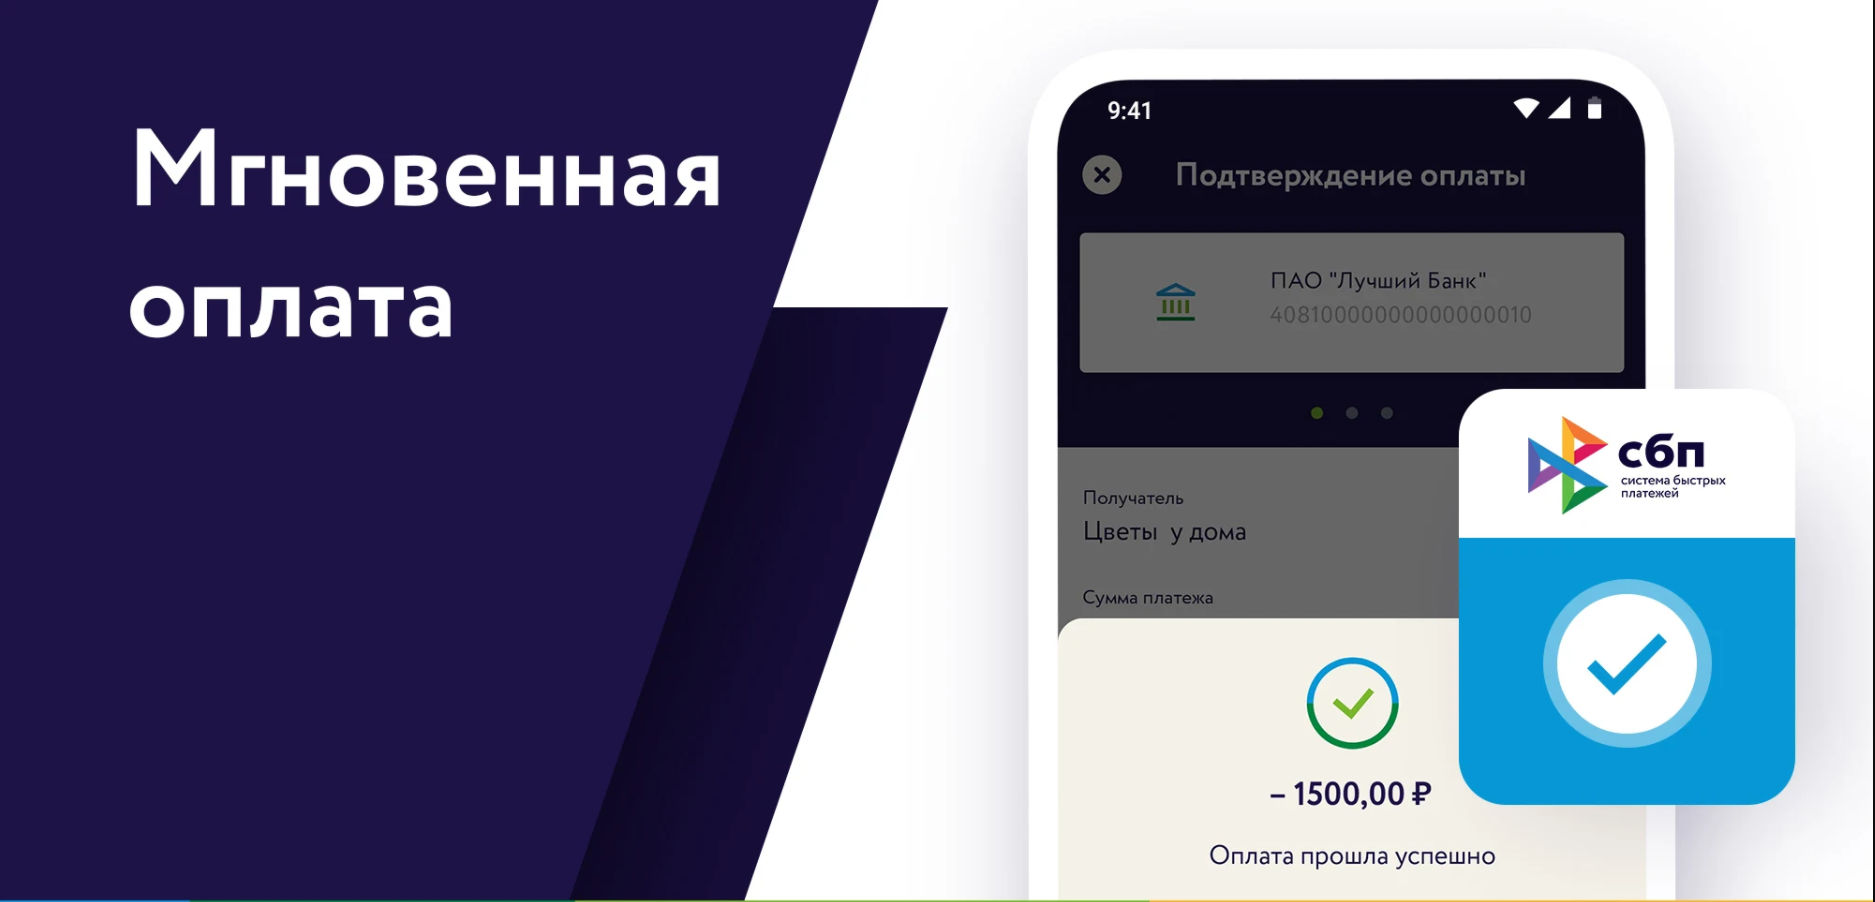 Мгновенная
оплата
9:41
Подтверждение оплаты
ПАО "Лучший Банк"
40810000000000000010
сбп
система быстрых
платежей
Получатель
Цветы у дома
Сумма платежа
– 1500,00 ₽
Оплата прошла успешно